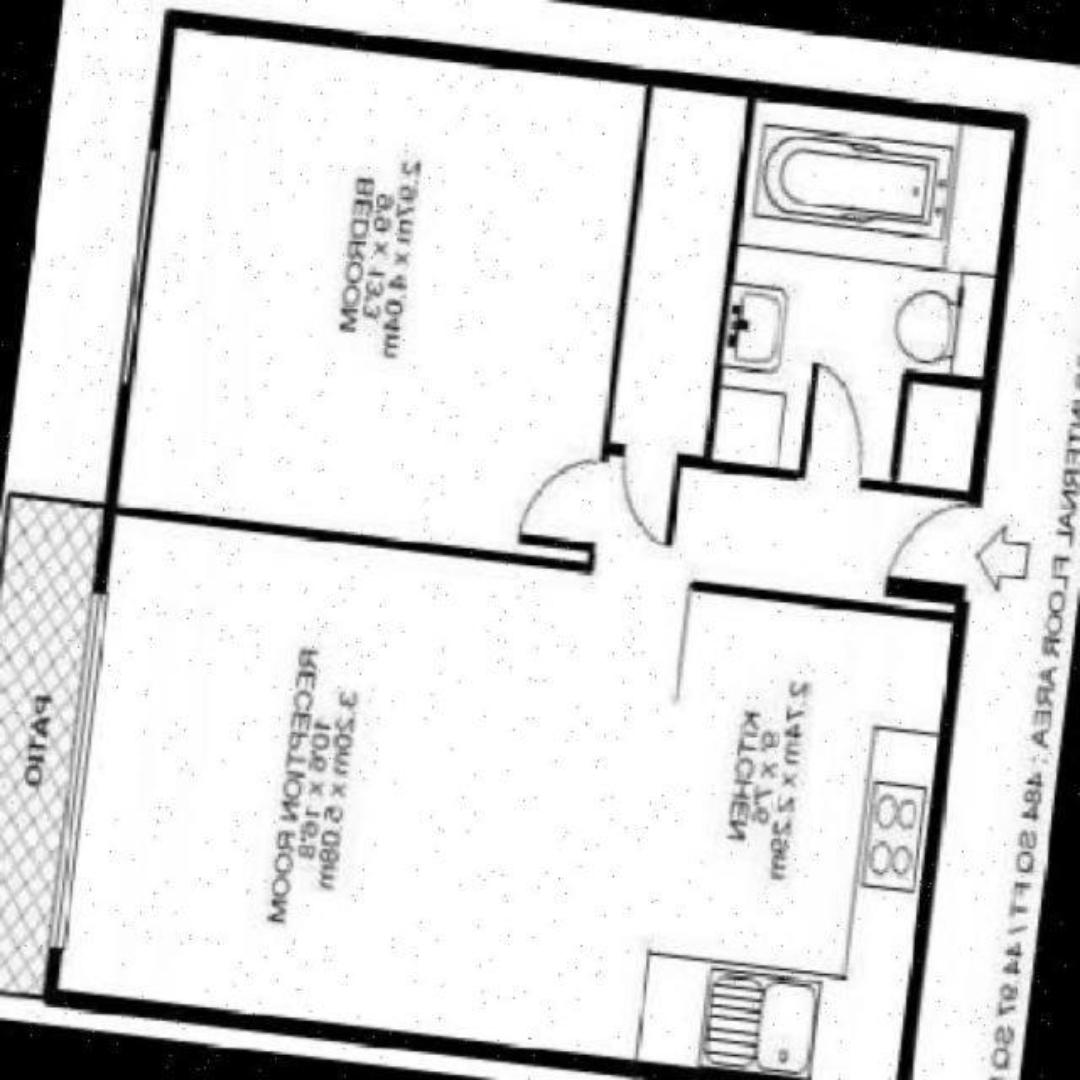 BEDROOM
9.9 x 13.3
2.97m x 4.04m
RECEPTION ROOM
10.6 x 16.8
3.20m x 5.08m
KITCHEN
9 x 7.6
2.74m x 2.29m
PATIO
INTERNAL FLOOR AREA : 484 SQ FT / 44.97 SQ